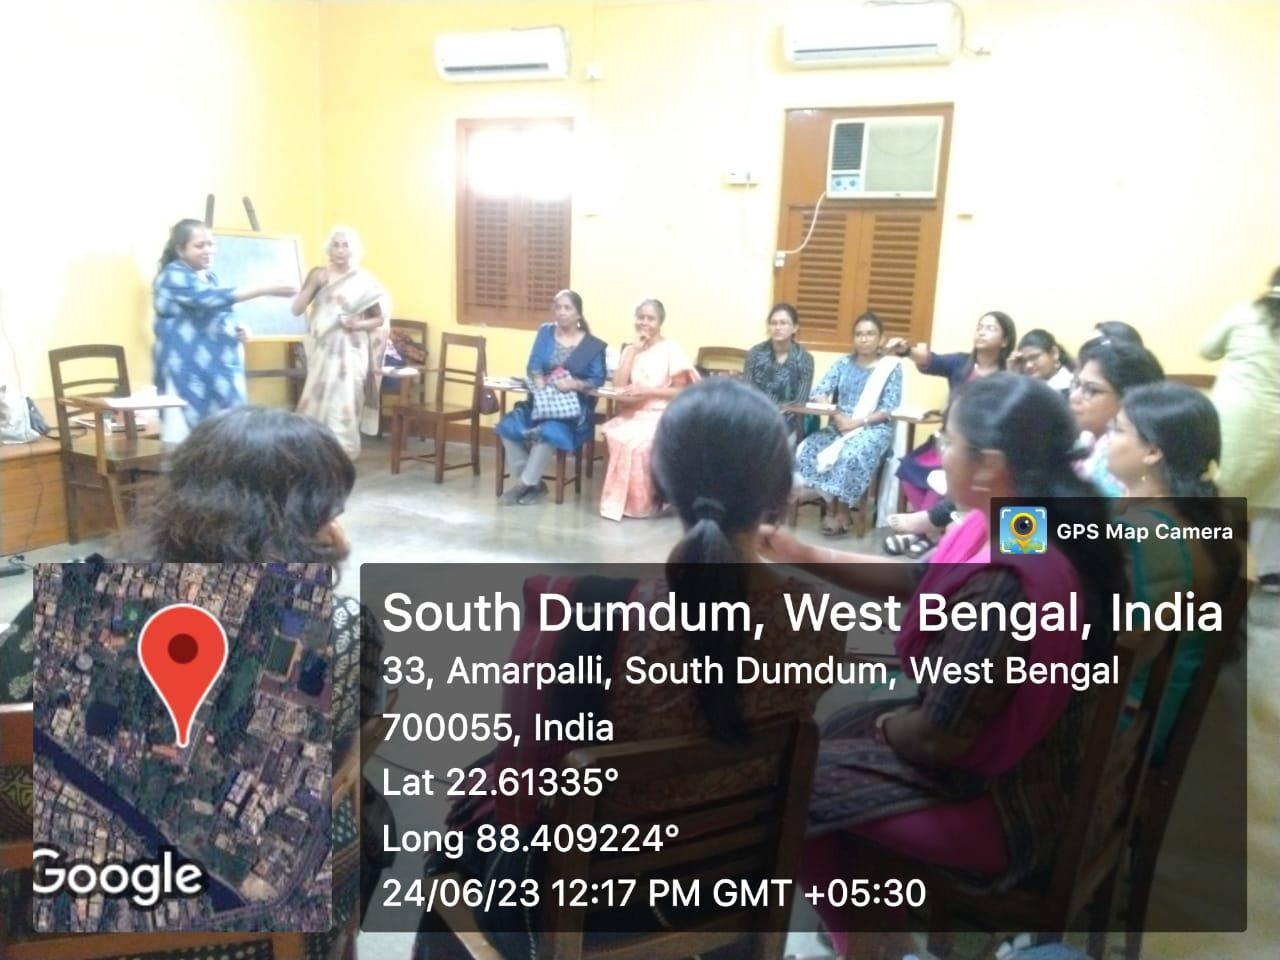 GPS Map Camera
South Dumdum, West Bengal, India
33, Amarpalli, South Dumdum, West Bengal
700055, India
Lat 22.61335°
Long 88.409224°
24/06/23 12:17 PM GMT +05:30
Google